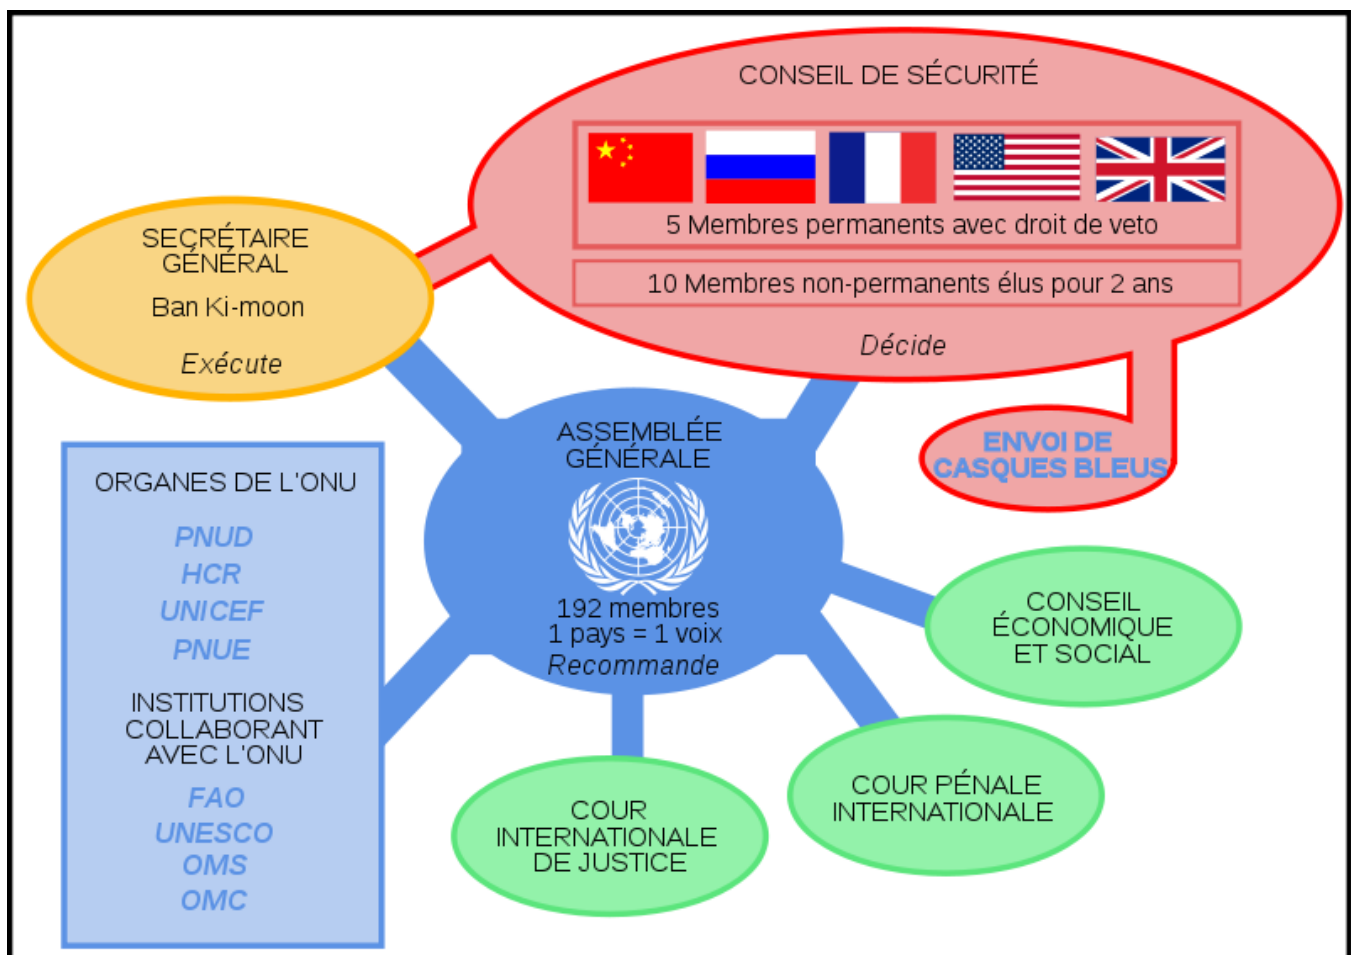 CONSEIL DE SÉCURITÉ
5 Membres permanents avec droit de veto
10 Membres non-permanents élus pour 2 ans
Décide
SECRÉTAIRE
GÉNÉRAL
Ban Ki-moon
Exécute
ENVOI DE
CASQUES BLEUS
ASSEMBLÉE
GÉNÉRALE
192 membres
1 pays = 1 voix
Recommande
ORGANES DE L'ONU
PNUD
HCR
UNICEF
PNUE
INSTITUTIONS
COLLABORANT
AVEC L'ONU
FAO
UNESCO
OMS
OMC
CONSEIL
ÉCONOMIQUE
ET SOCIAL
COUR PÉNALE
INTERNATIONALE
COUR
INTERNATIONALE
DE JUSTICE